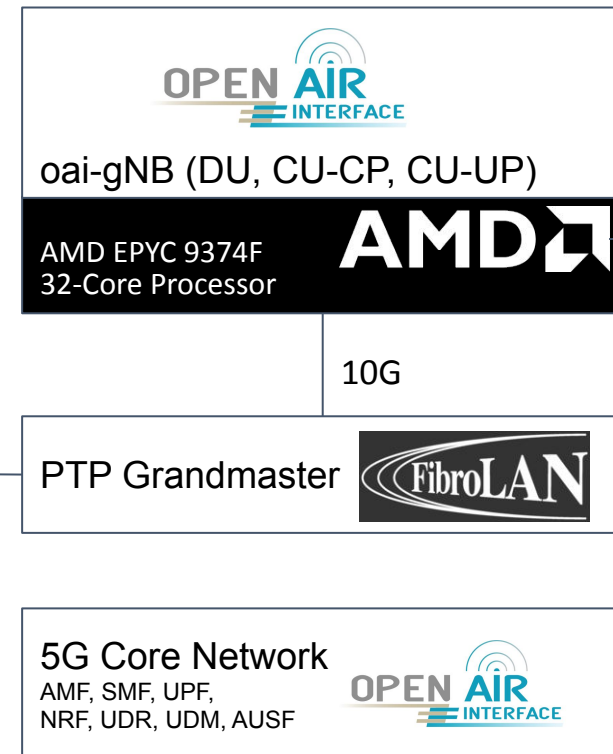 OPEN AIR
INTERFACE
oai-gNB (DU, CU-CP, CU-UP)
AMD EPYC 9374F
32-Core Processor
AMD
10G
PTP Grandmaster
FibroLAN
5G Core Network
AMF, SMF, UPF,
NRF, UDR, UDM, AUSF
OPEN AIR
INTERFACE